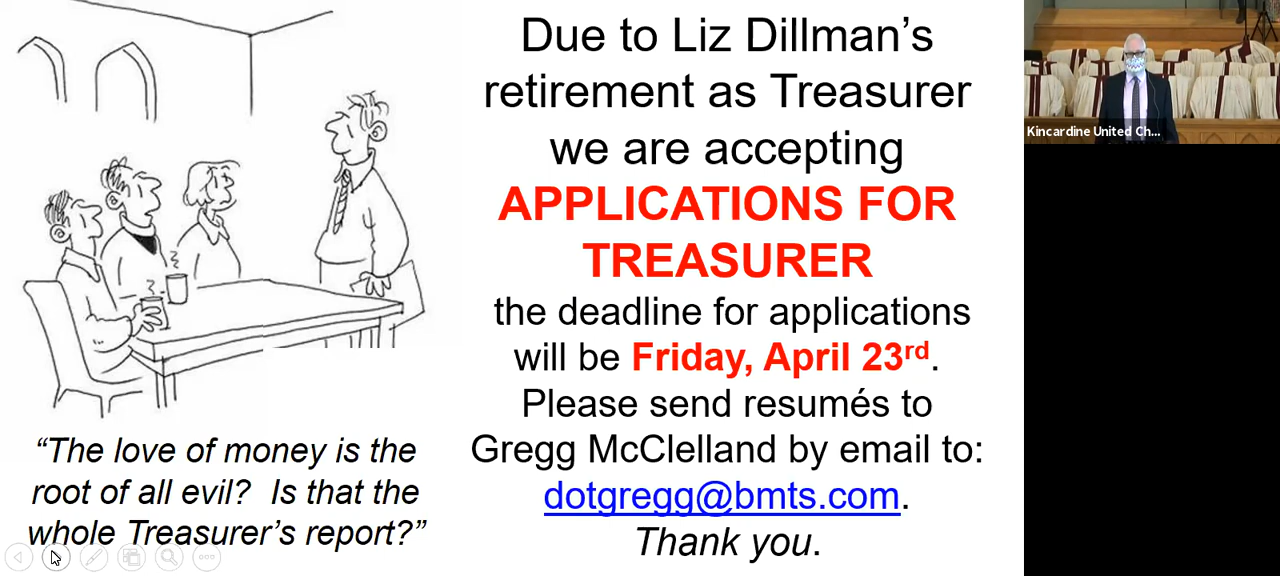 “The love of money is the
root of all evil?  Is that the
whole Treasurer’s report?”
Due to Liz Dillman’s
retirement as Treasurer
we are accepting
APPLICATIONS FOR
TREASURER
the deadline for applications
will be Friday, April 23rd.
Please send resumés to
Gregg McClelland by email to:
dotgregg@bmts.com.
Thank you.
Kincardine United Ch...